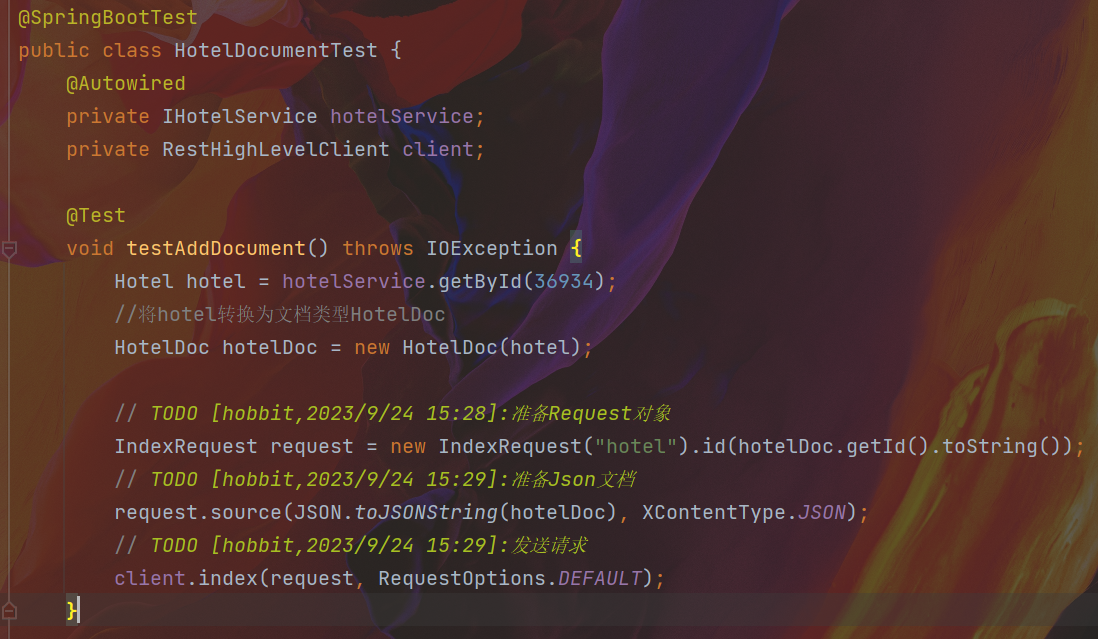 @SpringBootTest
public class HotelDocumentTest {
@Autowired
private IHotelService hotelService;
private RestHighLevelClient client;
@Test
void testAddDocument() throws IOException {
Hotel hotel = hotelService.getById(36934);
//将hotel转换为文档类型HotelDoc
HotelDoc hotelDoc = new HotelDoc(hotel);
// TODO [hobbit,2023/9/24 15:28]:准备Request对象
IndexRequest request = new IndexRequest("hotel").id(hotelDoc.getId().toString());
// TODO [hobbit,2023/9/24 15:29]:准备Json文档
request.source(JSON.toJSONString(hotelDoc), XContentType.JSON);
// TODO [hobbit,2023/9/24 15:29]:发送请求
client.index(request, RequestOptions.DEFAULT);
}